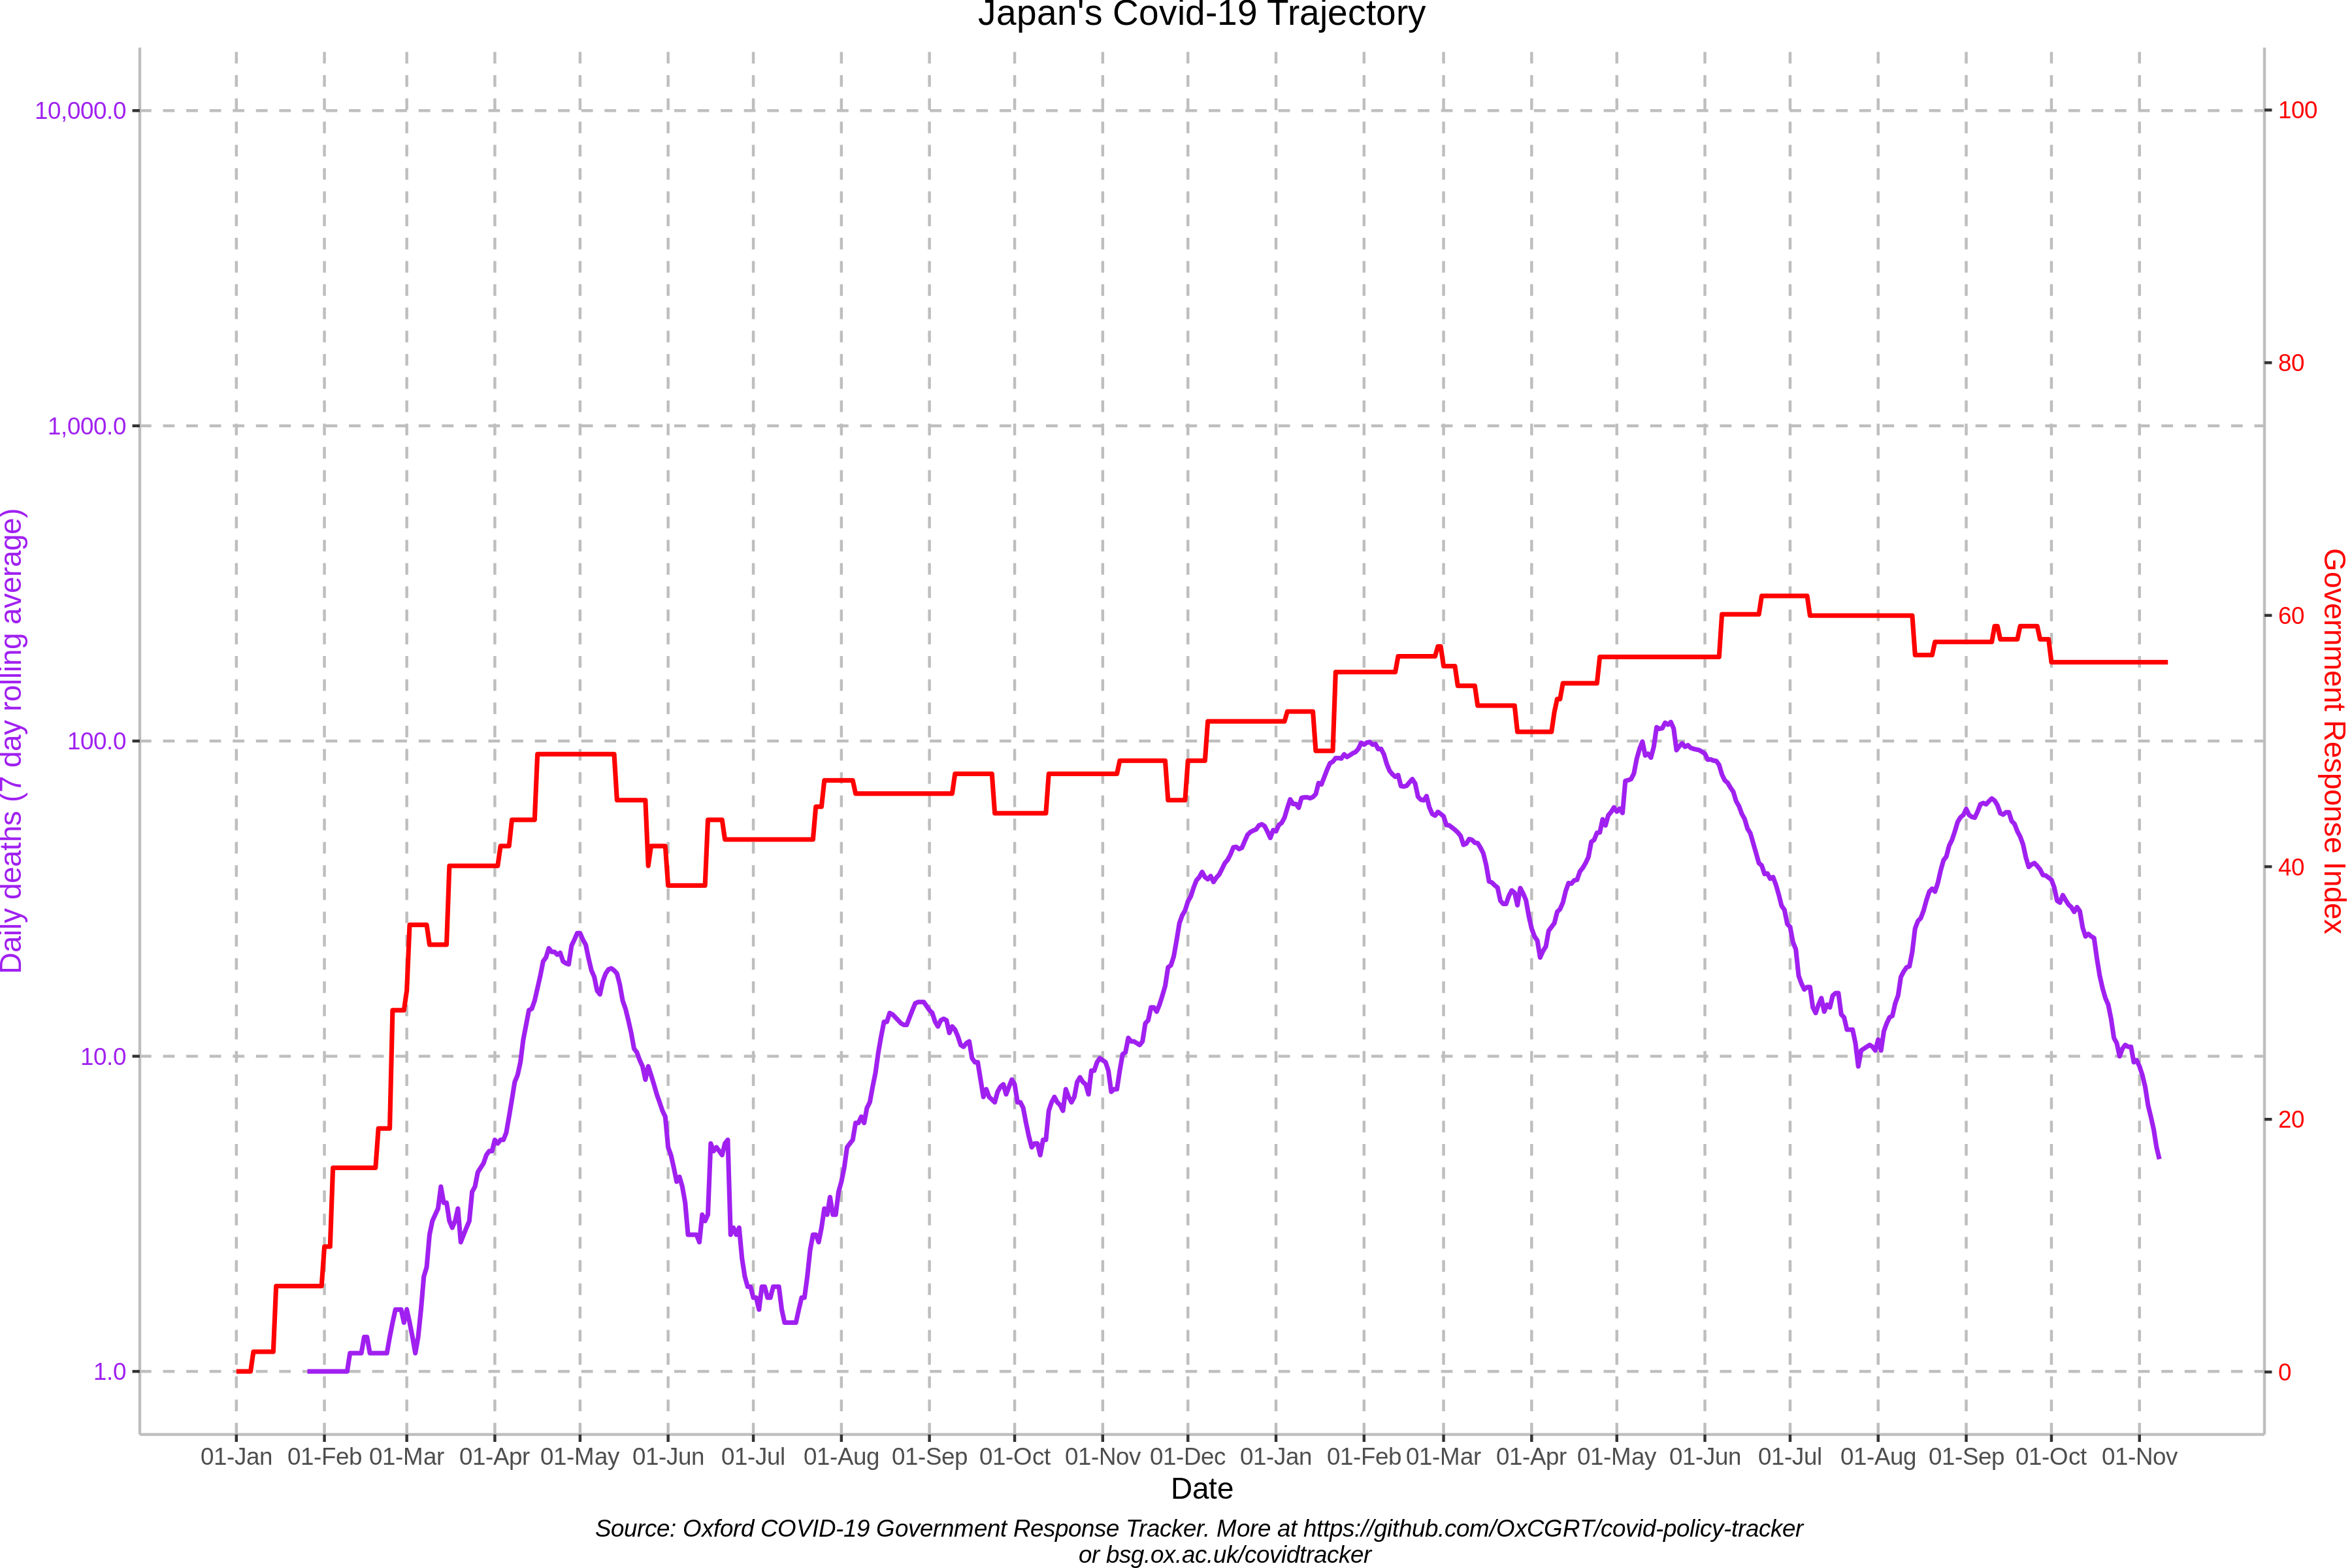 Japan's Covid-19 Trajectory
10,000.0
1,000.0
100.0
10.0
1.0
Daily deaths (7 day rolling average)
100
80
60
40
20
0
Government Response Index
01-Jan 01-Feb 01-Mar 01-Apr 01-May 01-Jun 01-Jul 01-Aug 01-Sep 01-Oct 01-Nov 01-Dec 01-Jan 01-Feb 01-Mar 01-Apr 01-May 01-Jun 01-Jul 01-Aug 01-Sep 01-Oct 01-Nov
Date
Source: Oxford COVID-19 Government Response Tracker. More at https://github.com/OxCGRT/covid-policy-tracker
or bsg.ox.ac.uk/covidtracker